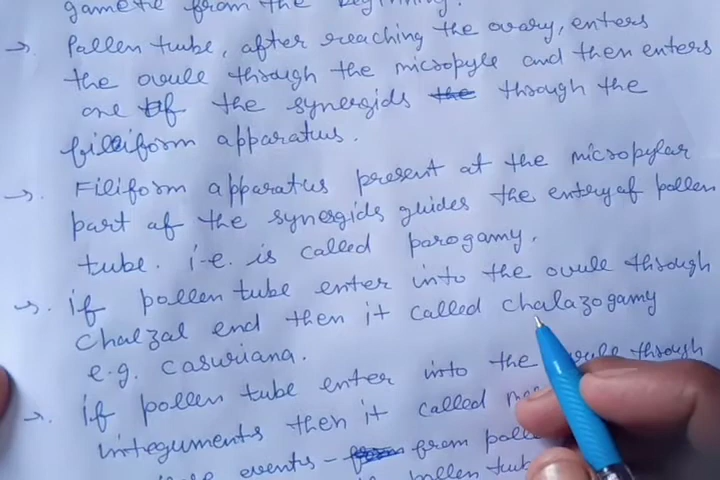 gamete from the beginning.
→ Pollen tube, after reaching the ovary, enters
the ovule through the micropyle and then enters
one of the synergids the through the
filliform apparatus.
→ Filiform apparatus present at the micropylar
part of the synergids guides the entry of pollen
tube. i.e. is called porogamy.
→ if pollen tube enter into the ovule through
chalzal end then it called chalazogamy
e.g. casuriana.
→ if pollen tube enter into the ovule through
integuments then it called
events - from
pollen tube